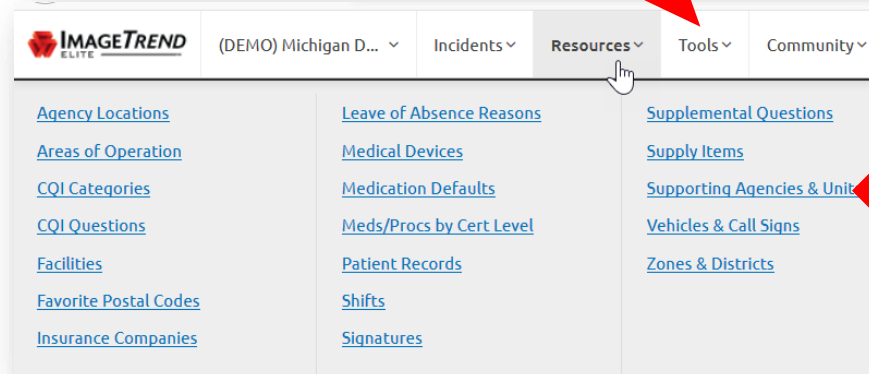 IMAGETREND
ELITE
(DEMO) Michigan D... Incidents Resources Tools Community
Agency Locations
Areas of Operation
CQI Categories
CQI Questions
Facilities
Favorite Postal Codes
Insurance Companies
Leave of Absence Reasons
Medical Devices
Medication Defaults
Meds/Procs by Cert Level
Patient Records
Shifts
Signatures
Supplemental Questions
Supply Items
Supporting Agencies & Unit
Vehicles & Call Signs
Zones & Districts